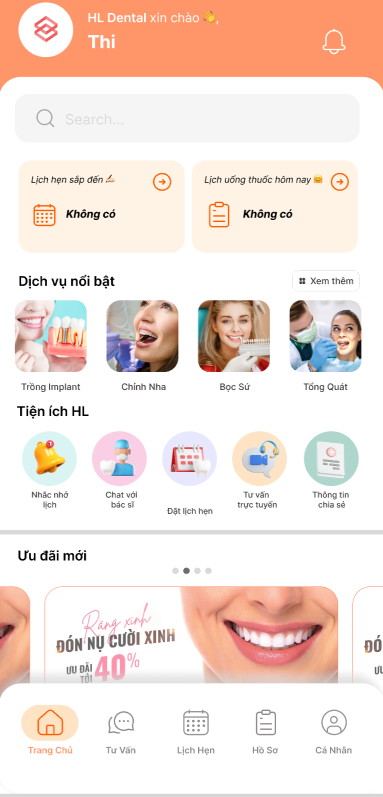 HL Dental xin chào 👋,
Thi
Search...
Lịch hẹn sắp đến ✍
Lịch uống thuốc hôm nay 😊
Không có
Không có
Dịch vụ nổi bật
Xem thêm
Trồng Implant
Chỉnh Nha
Bọc Sứ
Tổng Quát
Tiện ích HL
1
Nhắc nhở
lịch
Chat với
bác sĩ
Đặt lịch hẹn
Tư vấn
trực tuyến
Thông tin
chia sẻ
Ưu đãi mới
Răng xinh
ĐÓN NỤ CƯỜI XINH
ƯU ĐÃI
TỚI
40%
Trang Chủ
Tư Vấn
Lịch Hẹn
Hồ Sơ
Cá Nhân